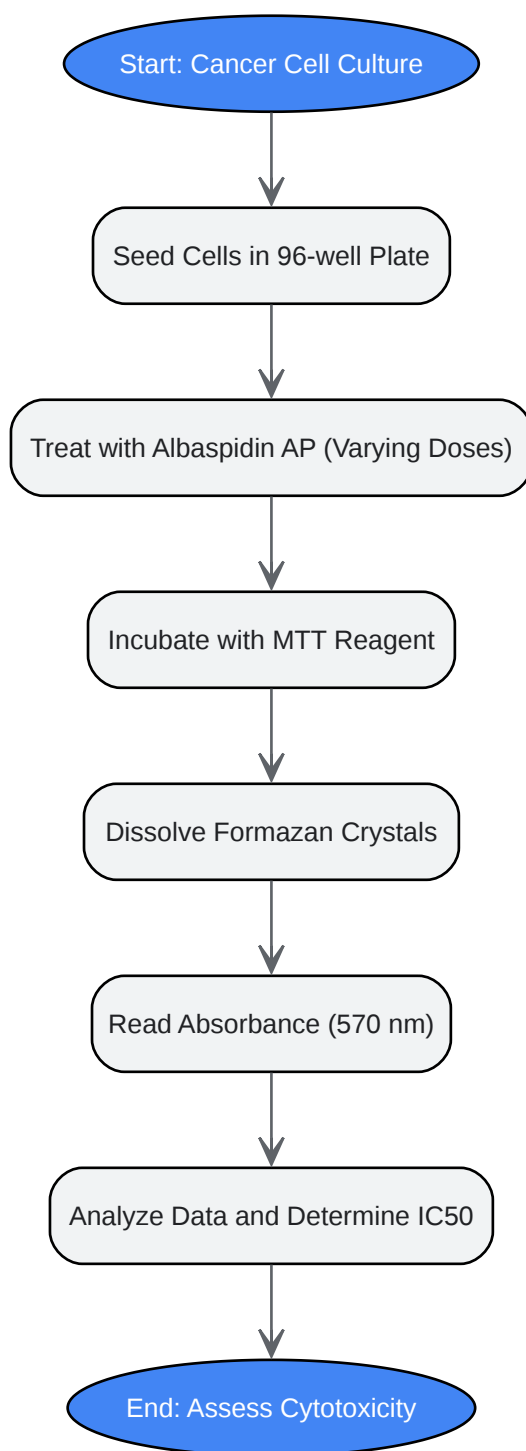 Start: Cancer Cell Culture
Seed Cells in 96-well Plate
Treat with Albaspidin AP (Varying Doses)
Incubate with MTT Reagent
Dissolve Formazan Crystals
Read Absorbance (570 nm)
Analyze Data and Determine IC50
End: Assess Cytotoxicity